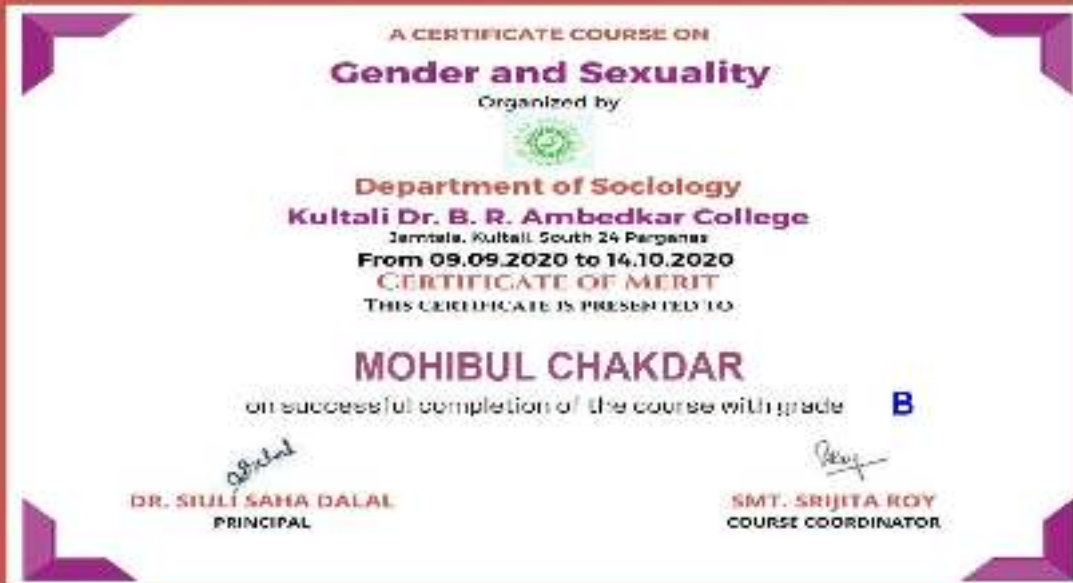 A CERTIFICATE COURSE ON
Gender and Sexuality
Organized by
Department of Sociology
Kultali Dr. B. R. Ambedkar College
Jamtala, Kultali, South 24 Parganas
From 09.09.2020 to 14.10.2020
CERTIFICATE OF MERIT
THIS CERTIFICATE IS PRESENTED TO
MOHIBUL CHAKDAR
on successful completion of the course with grade B
DR. SIULI SAHA DALAL
PRINCIPAL
SMT. SRIJITA ROY
COURSE COORDINATOR